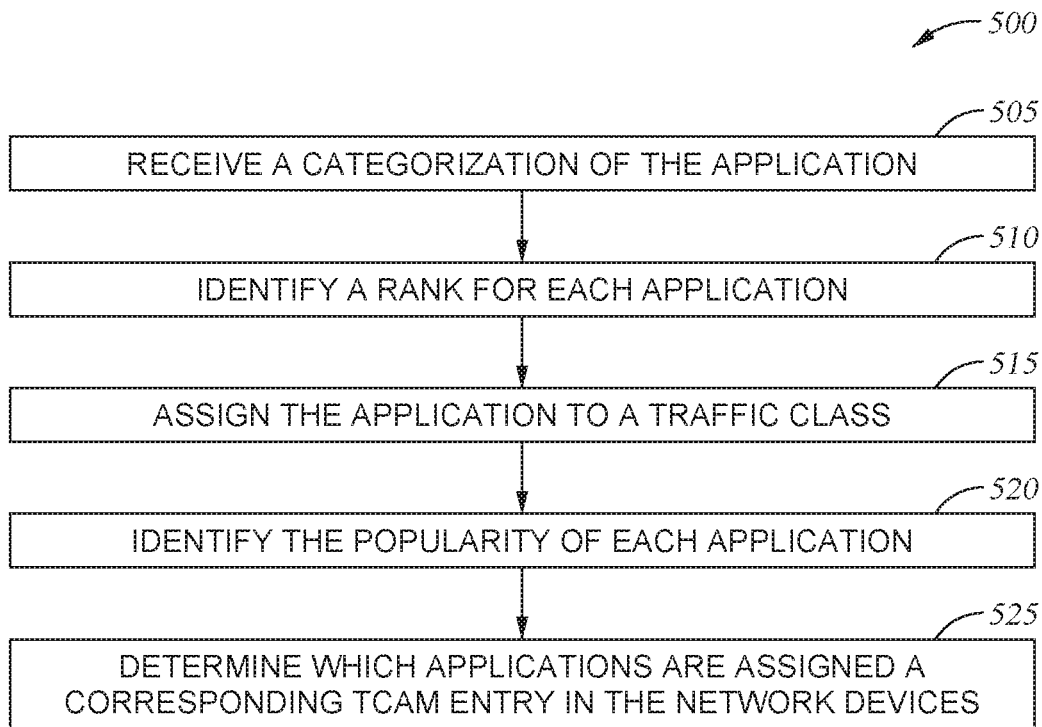 500
505
RECEIVE A CATEGORIZATION OF THE APPLICATION
510
IDENTIFY A RANK FOR EACH APPLICATION
515
ASSIGN THE APPLICATION TO A TRAFFIC CLASS
520
IDENTIFY THE POPULARITY OF EACH APPLICATION
525
DETERMINE WHICH APPLICATIONS ARE ASSIGNED A
CORRESPONDING TCAM ENTRY IN THE NETWORK DEVICES